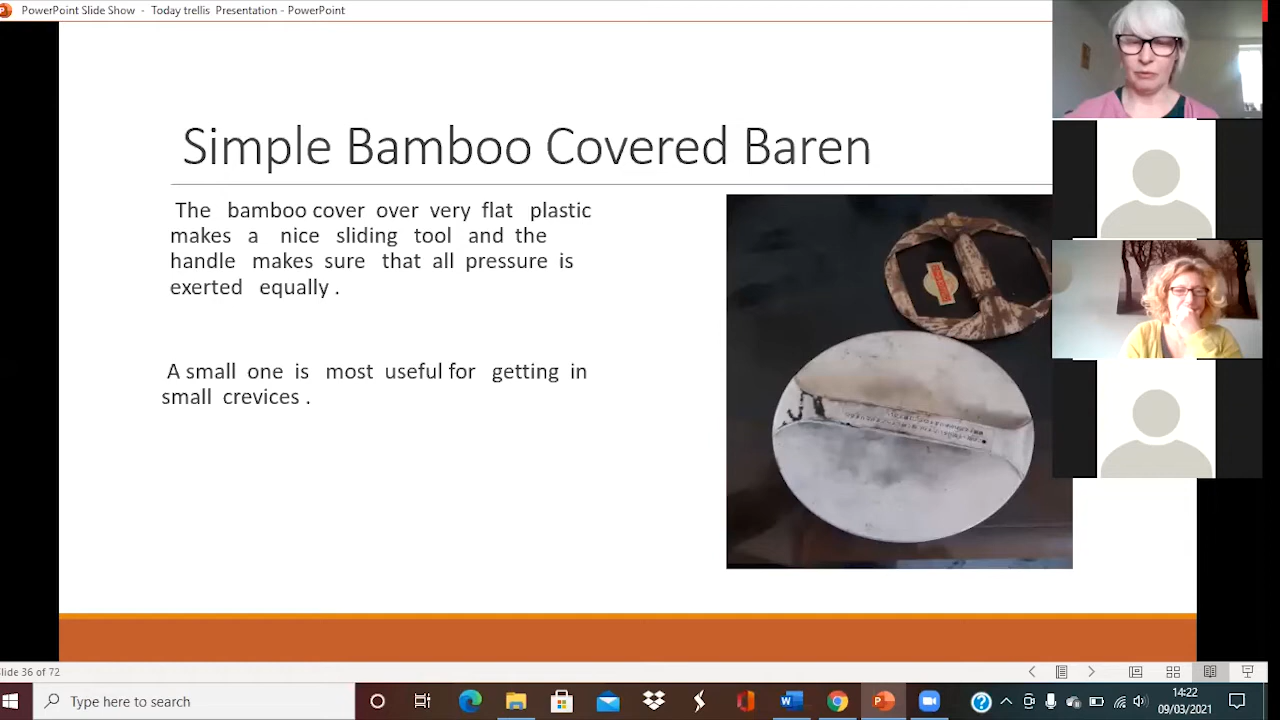 PowerPoint Slide Show - Today trellis Presentation - PowerPoint
Simple Bamboo Covered Baren
The bamboo cover over very flat plastic
makes a nice sliding tool and the
handle makes sure that all pressure is
exerted equally .
A small one is most useful for getting in
small crevices .
Slide 36 of 72
Type here to search
14:22
09/03/2021